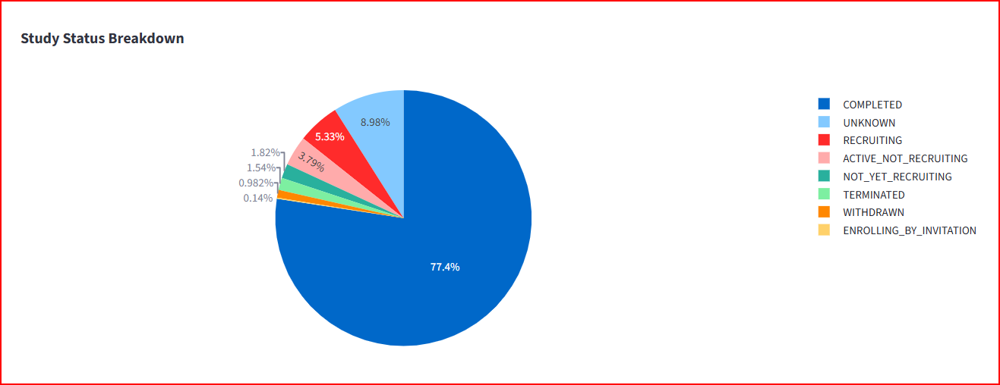 Study Status Breakdown
8.98%
5.33%
3.79%
1.82%
1.54%
0.982%
0.14%
77.4%
COMPLETED
UNKNOWN
RECRUITING
ACTIVE_NOT_RECRUITING
NOT_YET_RECRUITING
TERMINATED
WITHDRAWN
ENROLLING_BY_INVITATION